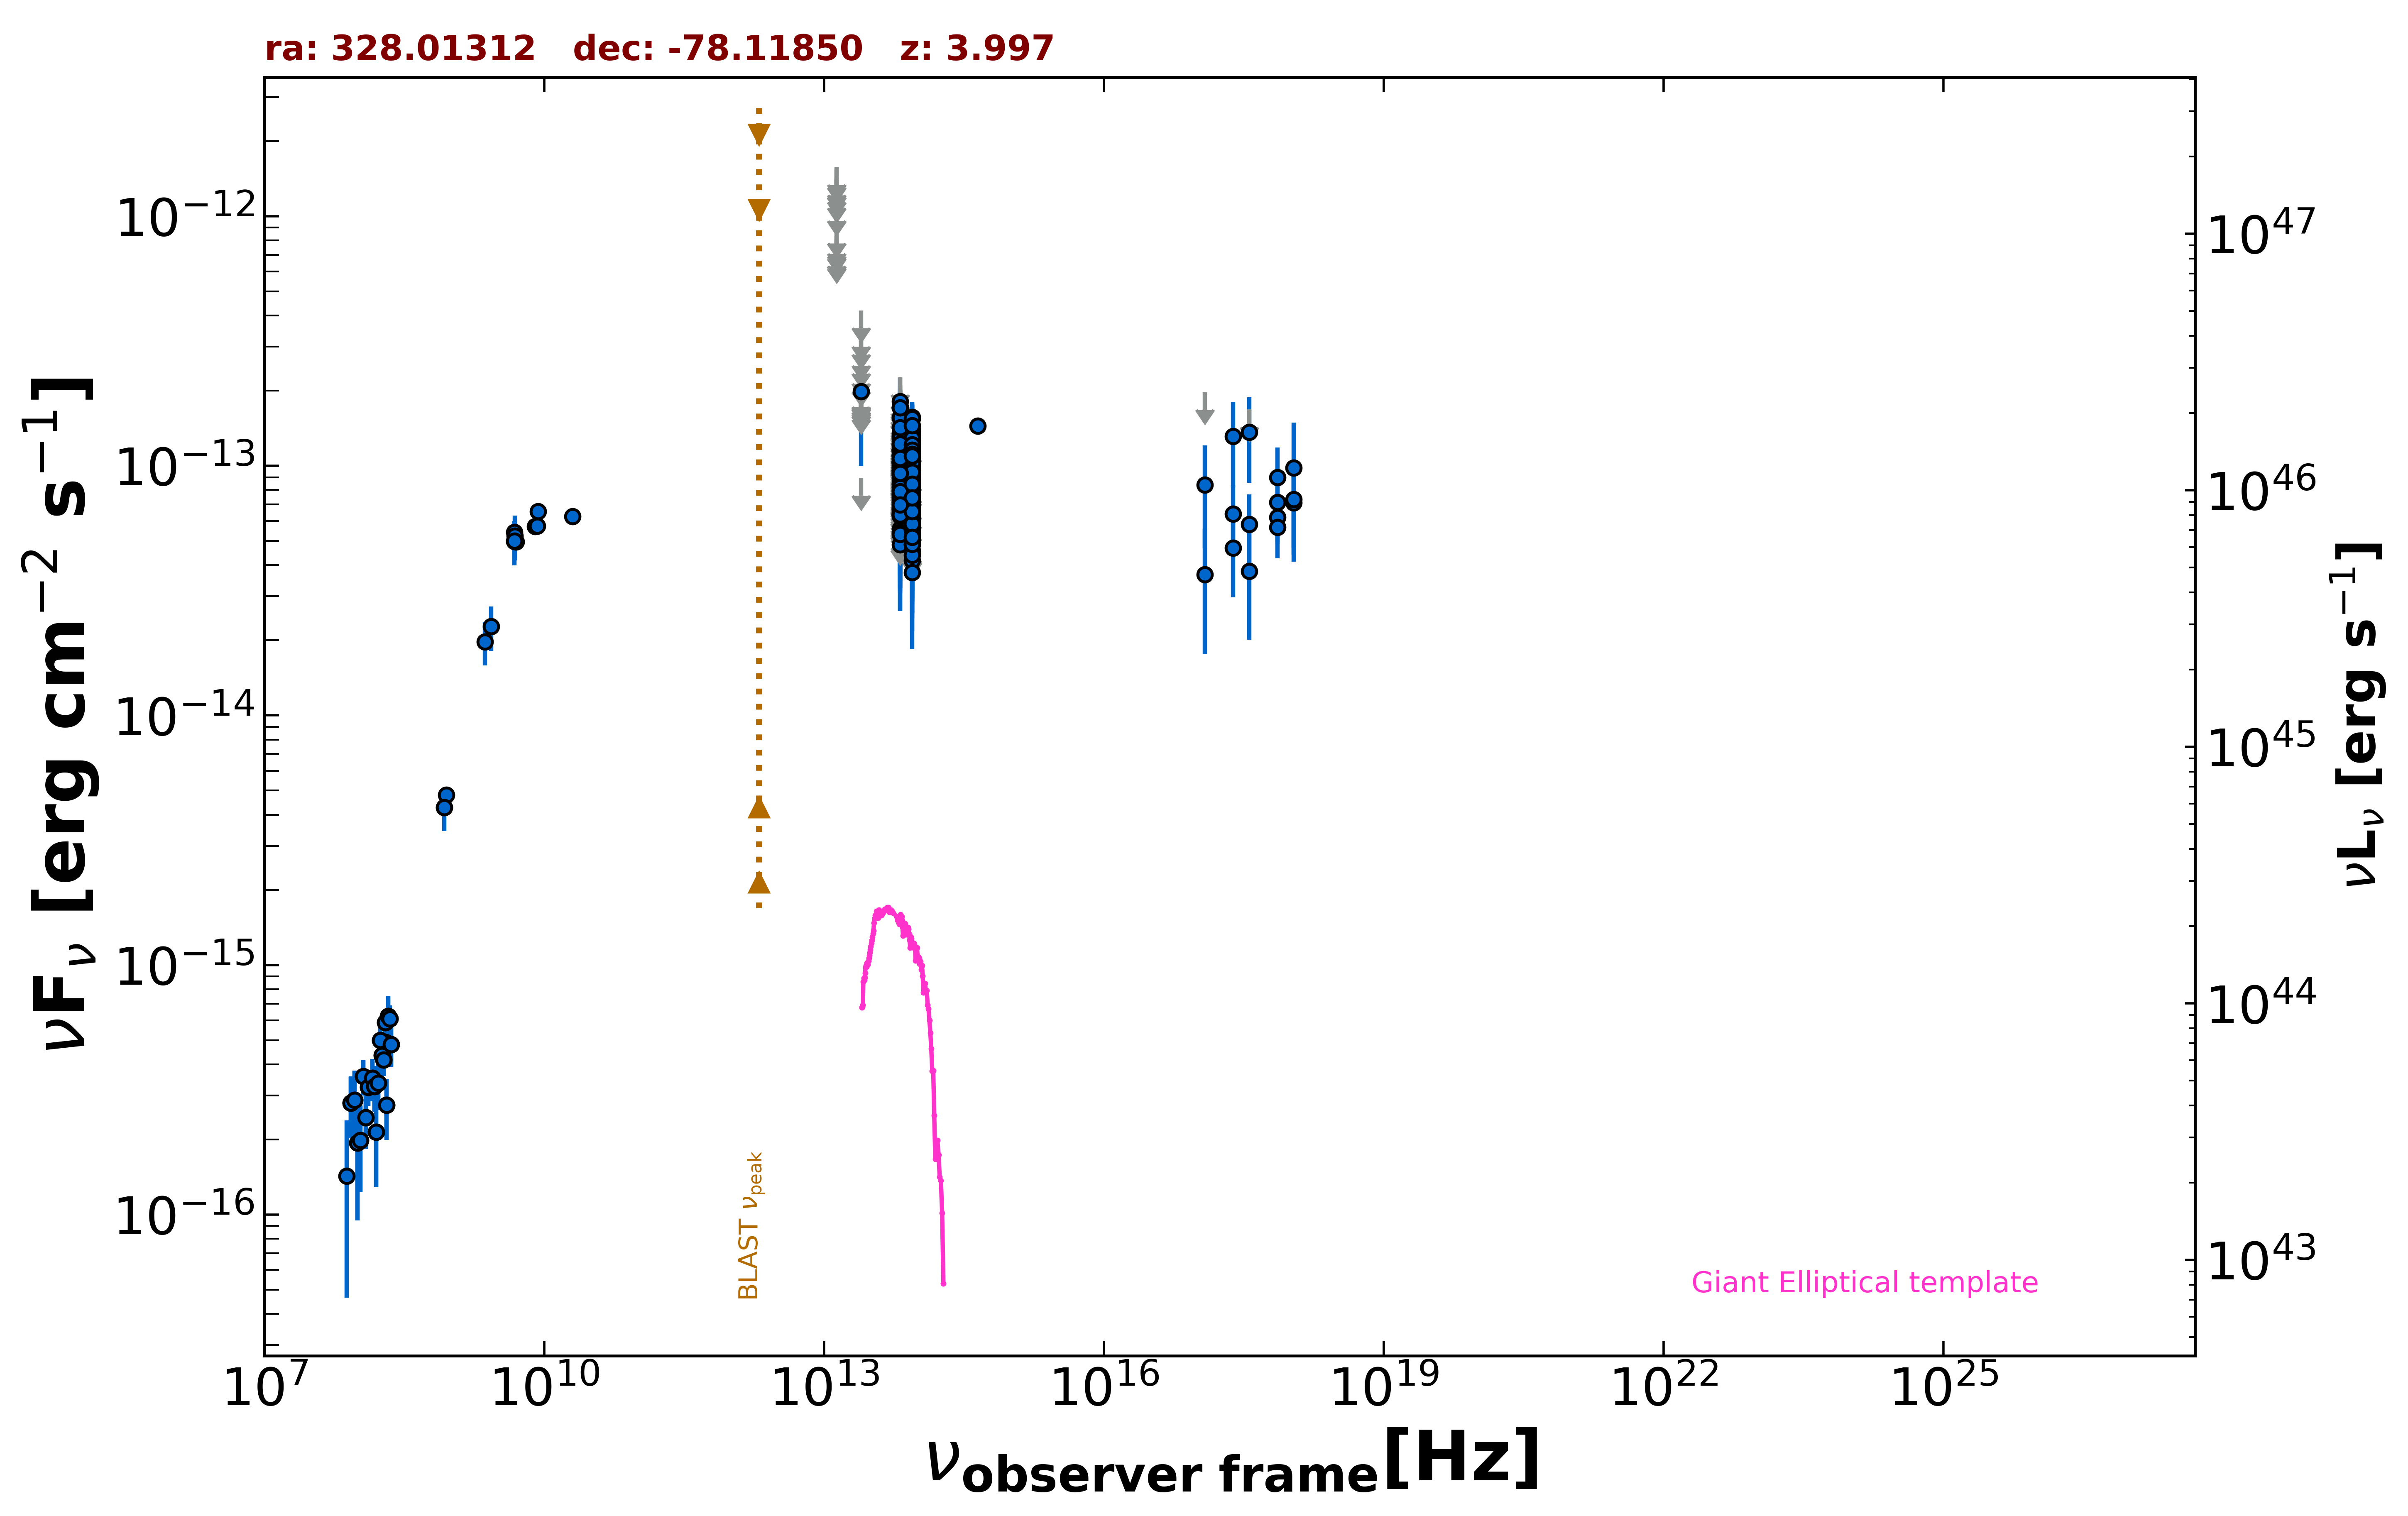 ra: 328.01312   dec: -78.11850   z: 3.997
νF_ν [erg cm^−2 s^−1]
10^−12
10^−13
10^−14
10^−15
10^−16
10^47
10^46
10^45
10^44
10^43
νL_ν [erg s^−1]
BLAST ν_peak
Giant Elliptical template
10^7 10^10 10^13 10^16 10^19 10^22 10^25
ν_observer frame [Hz]